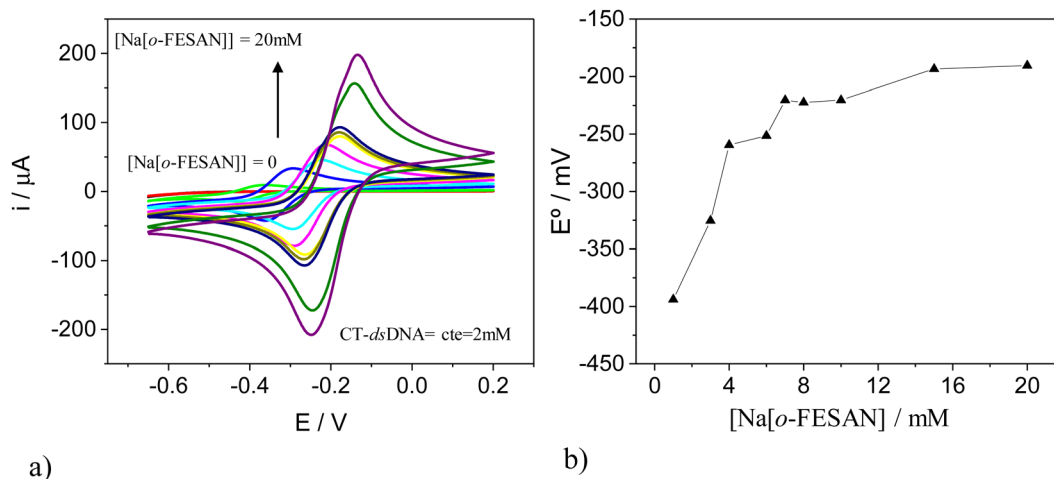 [Na[o-FESAN]] = 20mM
[Na[o-FESAN]] = 0
CT-dsDNA= cte=2mM
200
100
0
-100
-200
i / µA
-0.6
-0.4
-0.2
0.0
0.2
E / V
a)
-150
-200
-250
-300
-350
-400
-450
Eº / mV
0
4
8
12
16
20
[Na[o-FESAN] / mM
b)